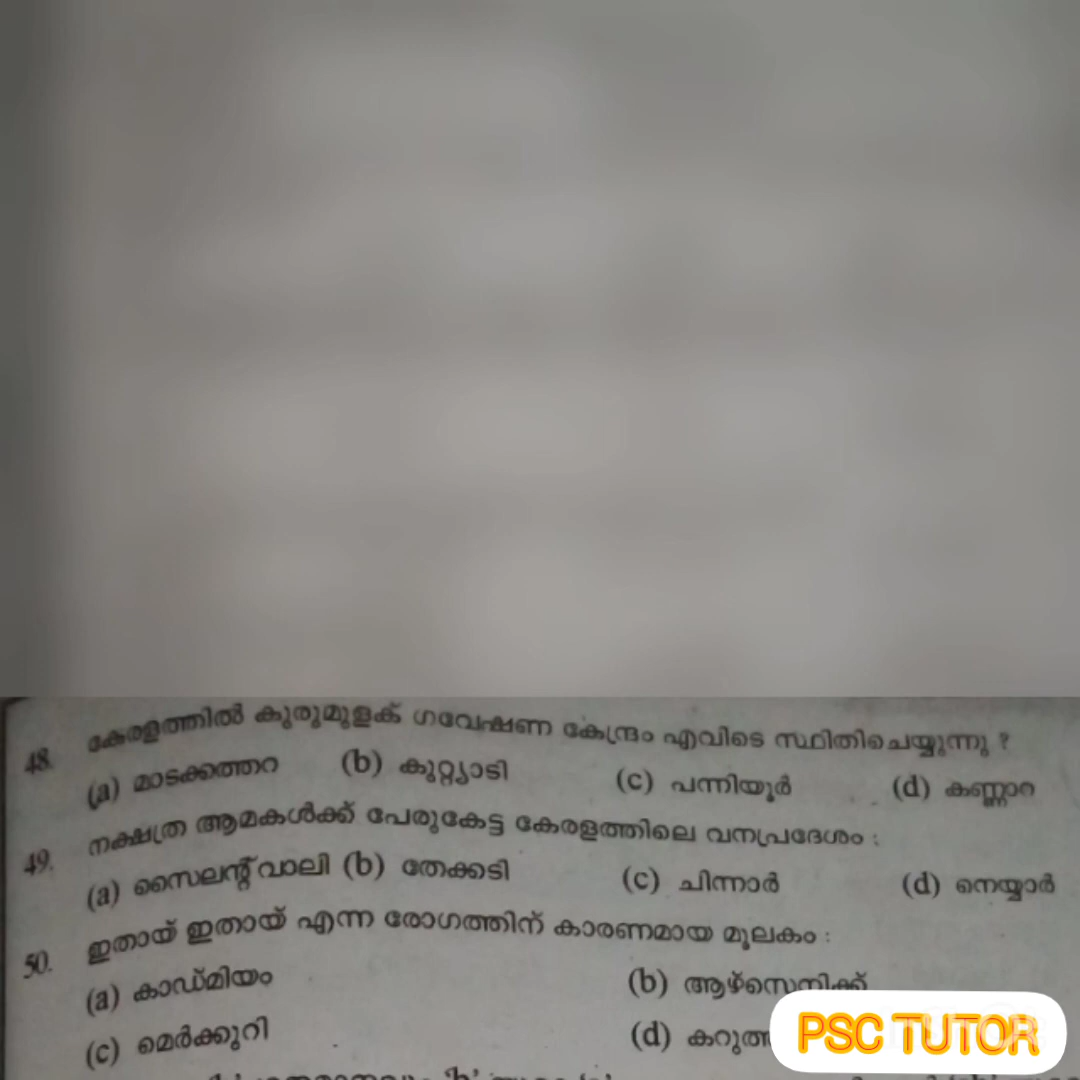 48. കേരളത്തിൽ കുരുമുളക് ഗവേഷണ കേന്ദ്രം എവിടെ സ്ഥിതിചെയ്യുന്നു ?
(a) മാടക്കത്തറ (b) കുറ്റ്യാടി (c) പന്നിയൂർ (d) കണ്ണാറ
49. നക്ഷത്ര ആമകൾക്ക് പേരുകേട്ട കേരളത്തിലെ വനപ്രദേശം :
(a) സൈലന്റ് വാലി (b) തേക്കടി (c) ചിന്നാർ (d) നെയ്യാർ
50. ഇതായ് ഇതായ് എന്ന രോഗത്തിന് കാരണമായ മൂലകം :
(a) കാഡ്മിയം (b) ആഴ്സെനിക്ക്
(c) മെർക്കുറി (d)
PSC TUTOR